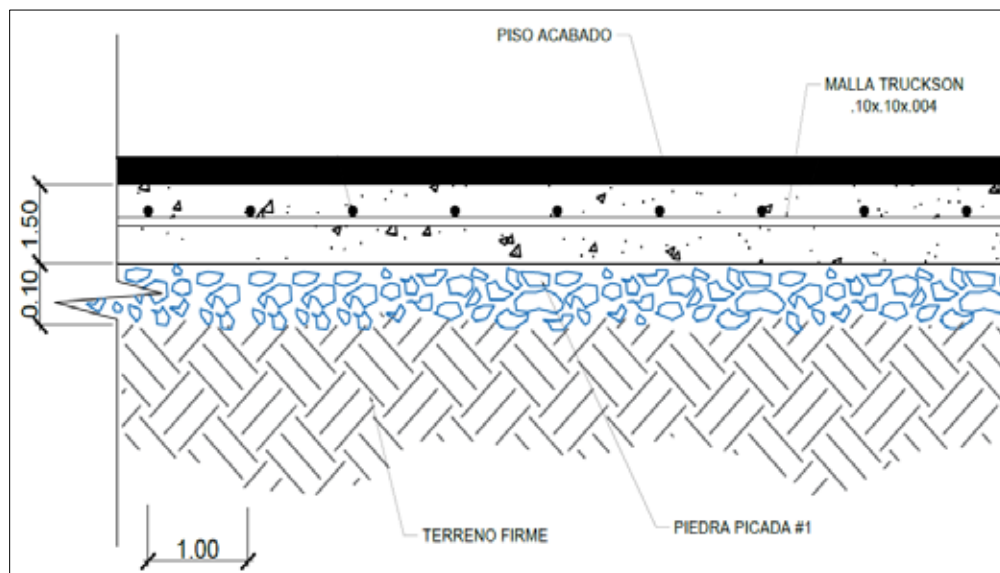 PISO ACABADO
MALLA TRUCKSON
.10x.10x.004
1.50
0.10
1.00
TERRENO FIRME
PIEDRA PICADA #1